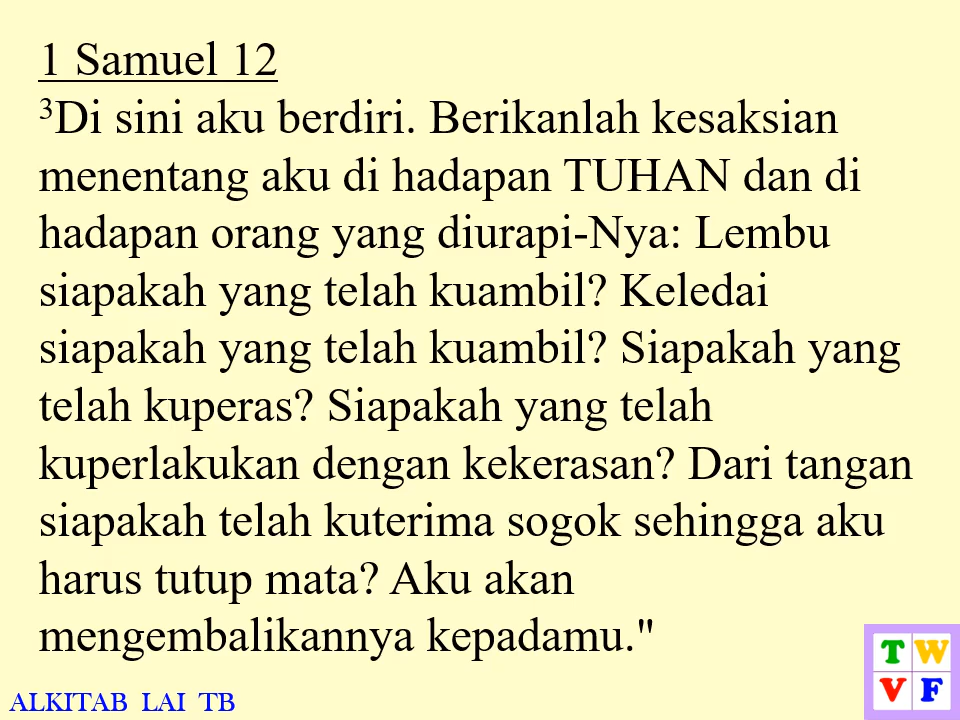 1 Samuel 12
³Di sini aku berdiri. Berikanlah kesaksian
menentang aku di hadapan TUHAN dan di
hadapan orang yang diurapi-Nya: Lembu
siapakah yang telah kuambil? Keledai
siapakah yang telah kuambil? Siapakah yang
telah kuperas? Siapakah yang telah
kuperlakukan dengan kekerasan? Dari tangan
siapakah telah kuterima sogok sehingga aku
harus tutup mata? Aku akan
mengembalikannya kepadamu."
ALKITAB LAI TB
T W
V F